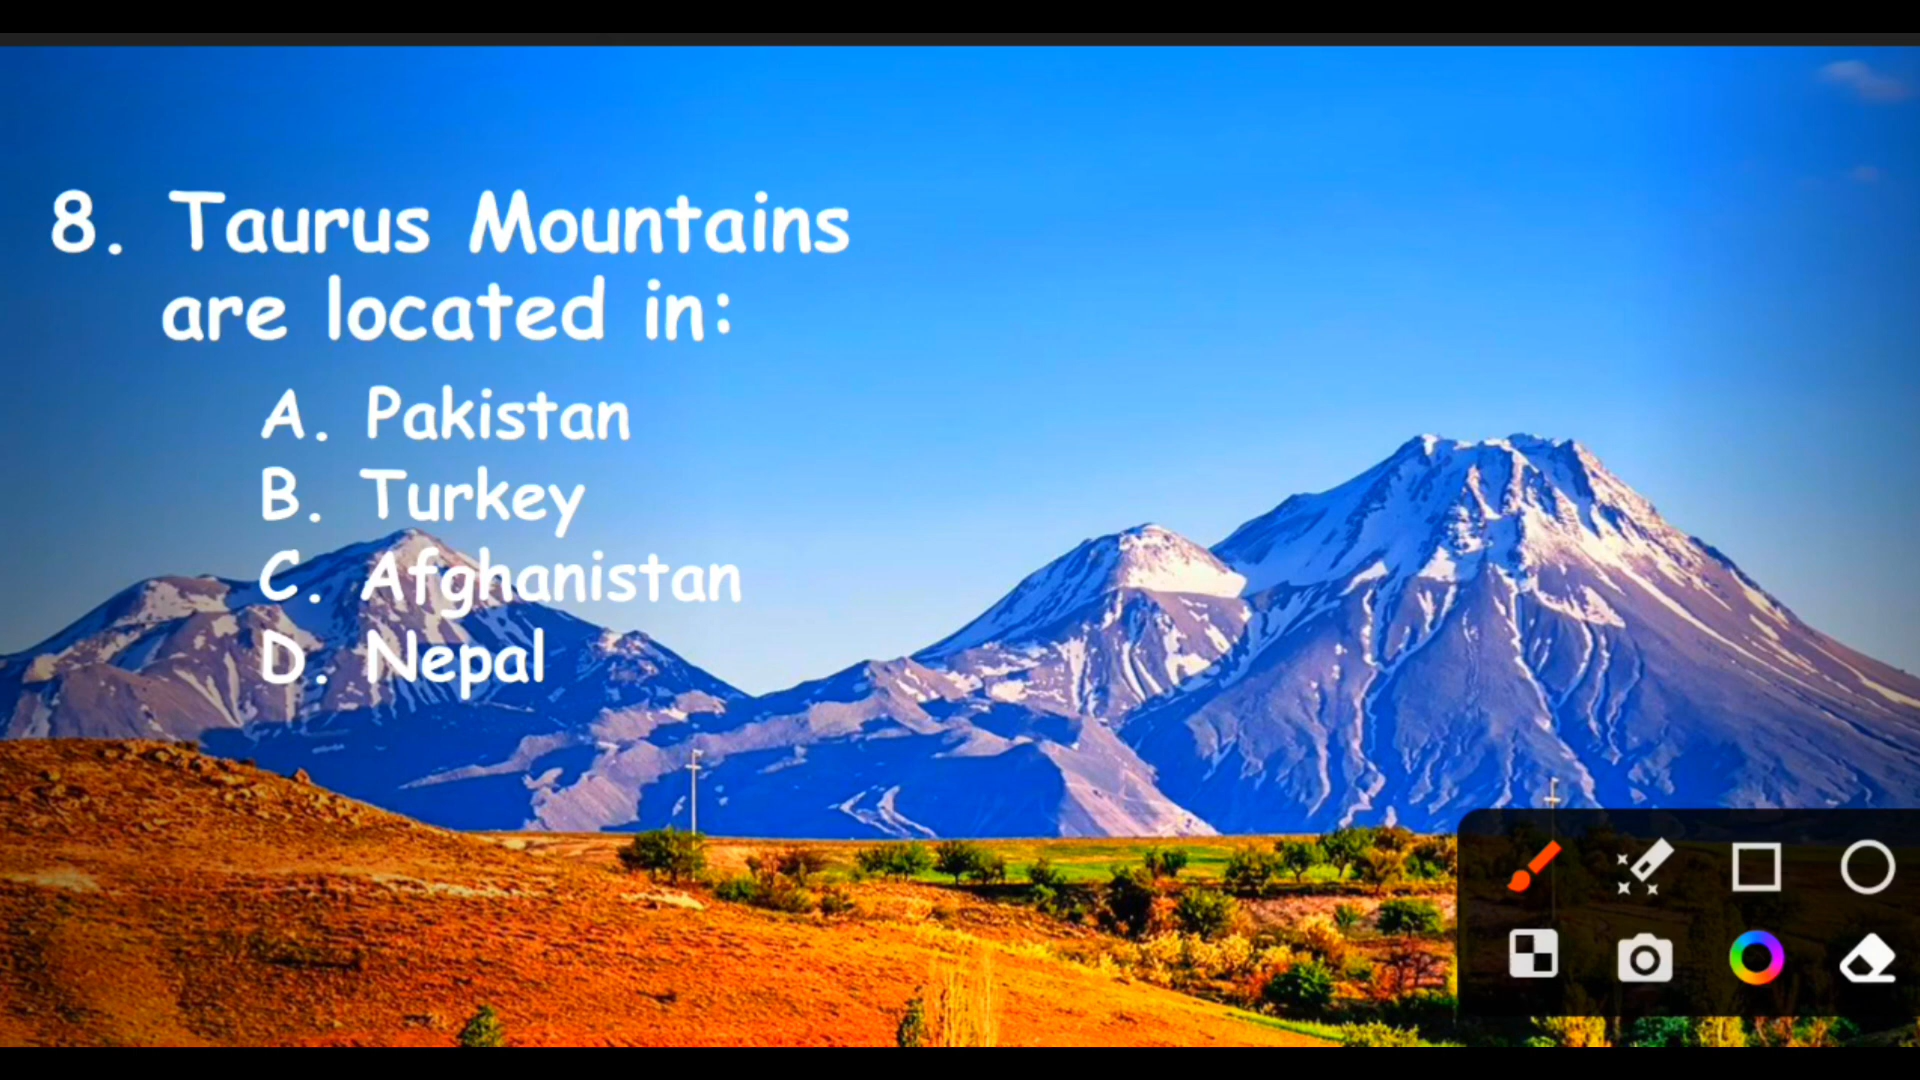 8. Taurus Mountains
are located in:
A. Pakistan
B. Turkey
C. Afghanistan
D. Nepal